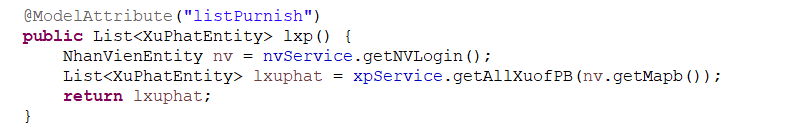 @ModelAttribute("listPurnish")
public List<XuPhatEntity> lxp() {
NhanVienEntity nv = nvService.getNVLogin();
List<XuPhatEntity> lxuphat = xpService.getAllXuofPB(nv.getMapb());
return lxuphat;
}